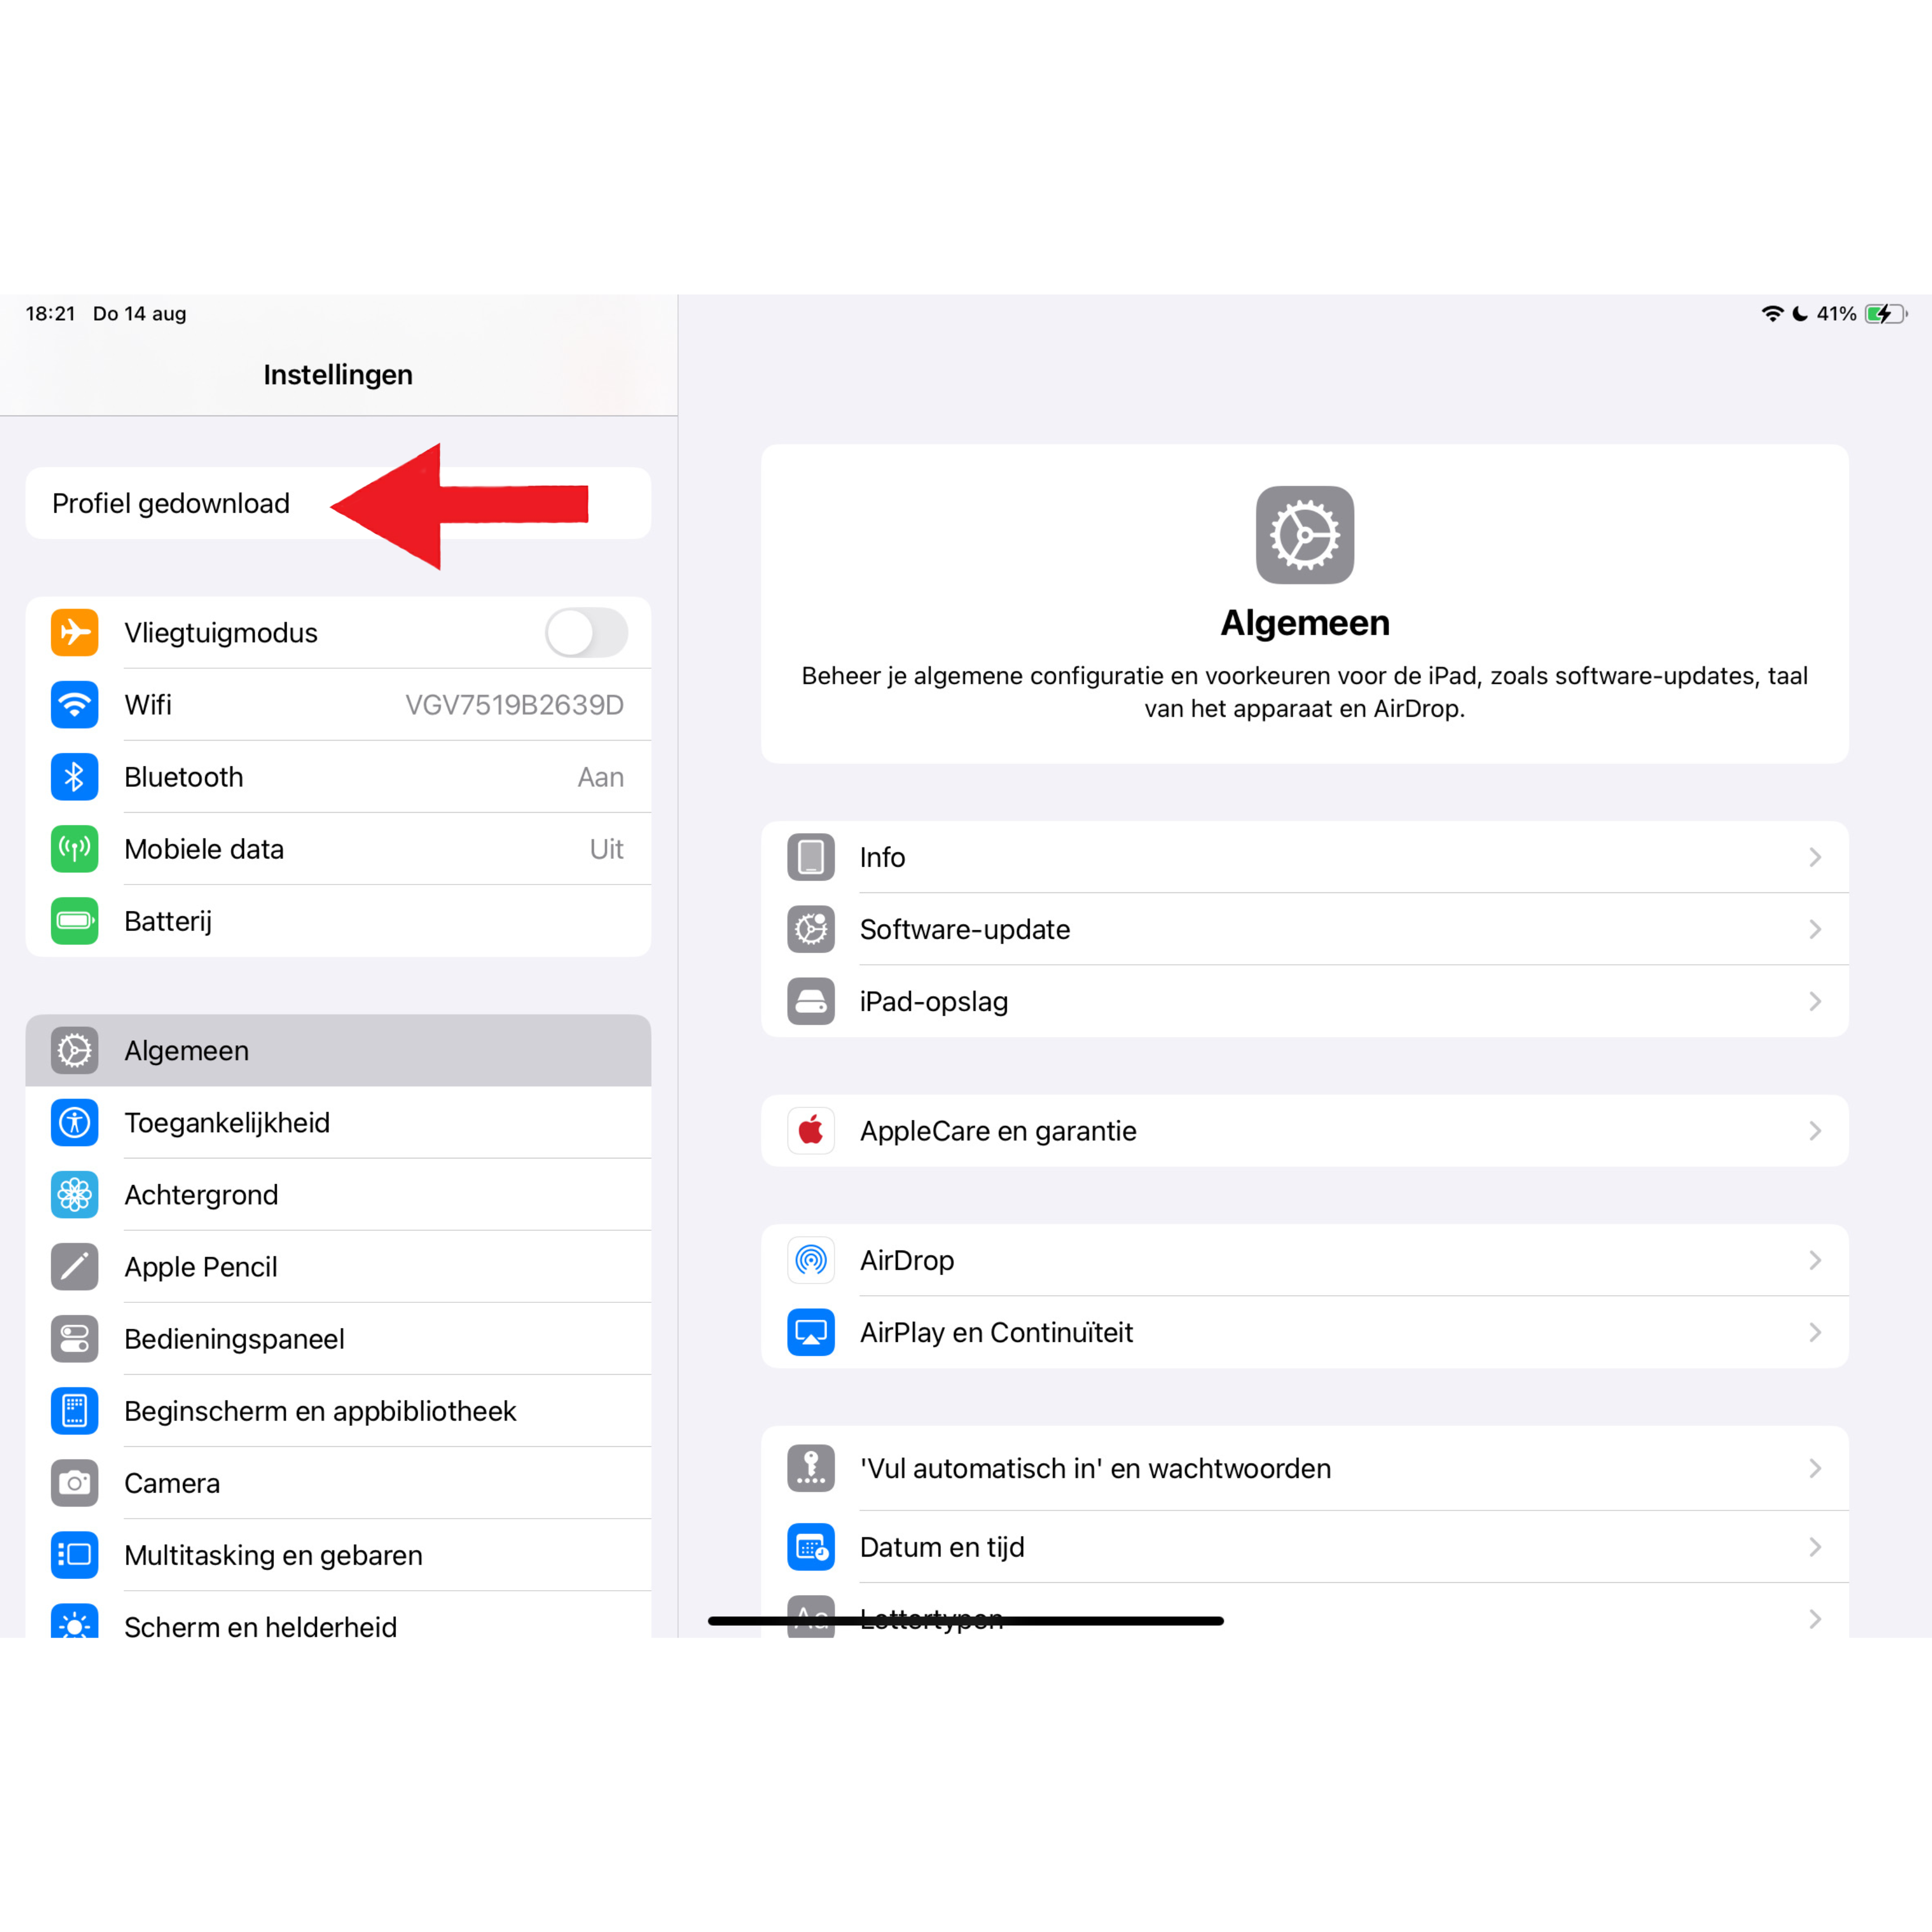 18:21 Do 14 aug
41%
Instellingen
Profiel gedownload
Vliegtuigmodus
Wifi VGV7519B2639D
Bluetooth Aan
Mobiele data Uit
Batterij
Algemeen
Toegankelijkheid
Achtergrond
Apple Pencil
Bedieningspaneel
Beginscherm en appbibliotheek
Camera
Multitasking en gebaren
Scherm en helderheid
Algemeen
Beheer je algemene configuratie en voorkeuren voor de iPad, zoals software-updates, taal
van het apparaat en AirDrop.
Info
Software-update
iPad-opslag
AppleCare en garantie
AirDrop
AirPlay en Continuïteit
'Vul automatisch in' en wachtwoorden
Datum en tijd
Aa Lettertypen